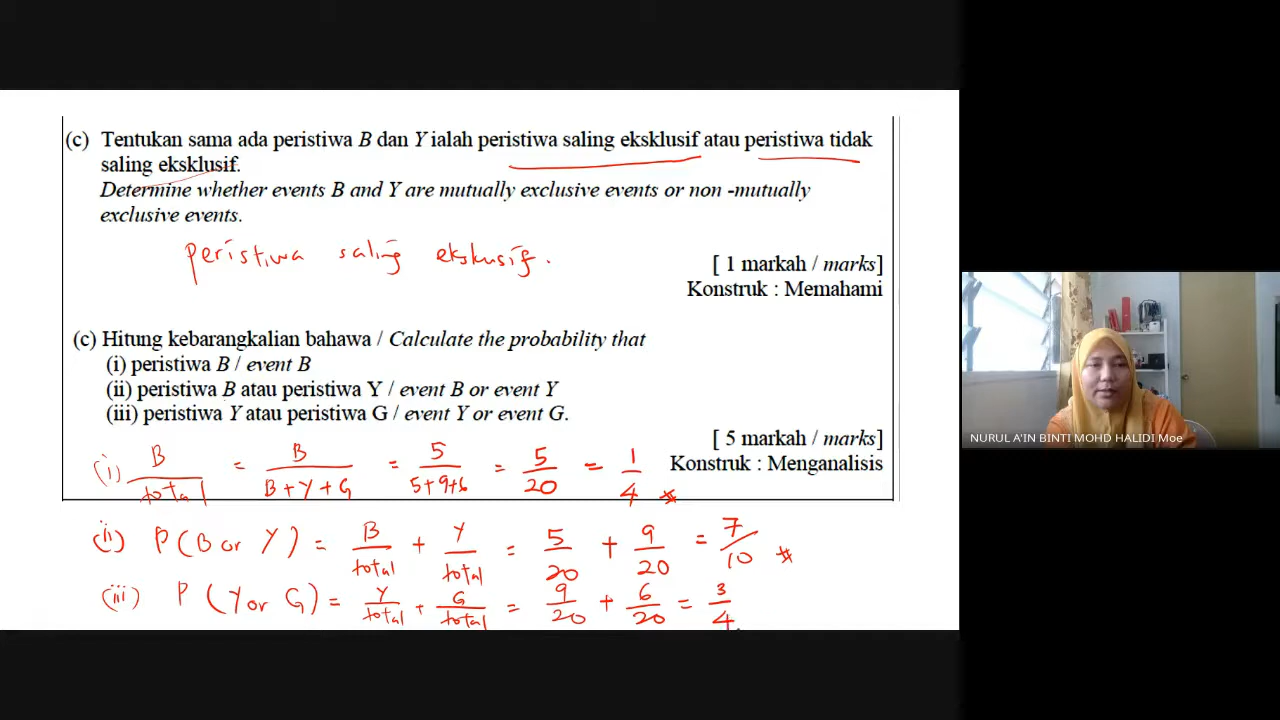 (c) Tentukan sama ada peristiwa B dan Y ialah peristiwa saling eksklusif atau peristiwa tidak
saling eksklusif.
Determine whether events B and Y are mutually exclusive events or non -mutually
exclusive events.
peristiwa saling ekskusif.
[ 1 markah / marks]
Konstruk : Memahami
(c) Hitung kebarangkalian bahawa / Calculate the probability that
(i) peristiwa B / event B
(ii) peristiwa B atau peristiwa Y / event B or event Y
(iii) peristiwa Y atau peristiwa G / event Y or event G.
[ 5 markah / marks]
Konstruk : Menganalisis
(i) B/total = B/B+Y+G = 5/5+9+6 = 5/20 = 1/4 *
(ii) P(B or Y) = B/total + Y/total = 5/20 + 9/20 = 7/10 *
(iii) P (Y or G) = Y/total + G/total = 9/20 + 6/20 = 3/4
NURUL A'IN BINTI MOHD HALIDI Moe